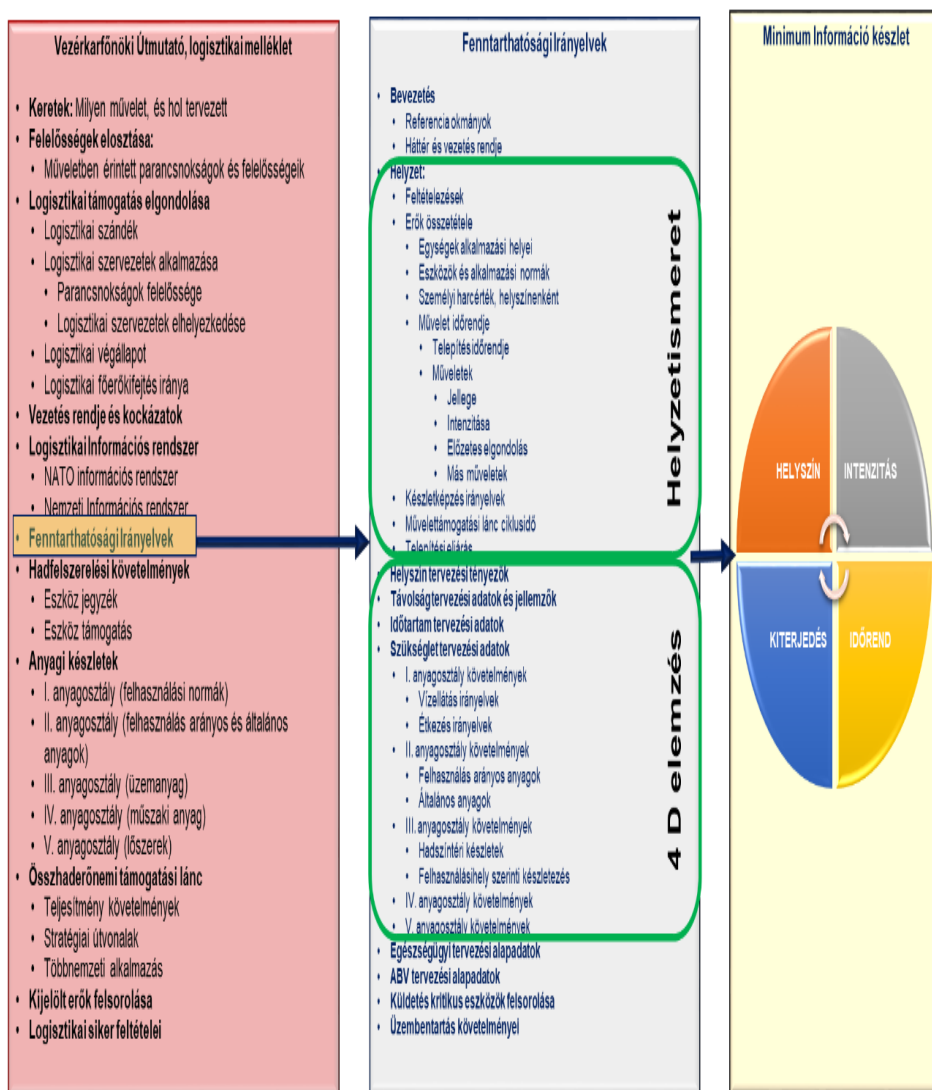 Vezérkarfőnöki Útmutató, logisztikai melléklet
• Keretek: Milyen művelet, és hol tervezett
• Felelősségek elosztása:
• Műveletben érintett parancsnokságok és felelősségeik
• Logisztikai támogatás elgondolása
• Logisztikai szándék
• Logisztikai szervezetek alkalmazása
• Parancsnokságok felelőssége
• Logisztikai szervezetek elhelyezkedése
• Logisztikai végállapot
• Logisztikai főerőkifejtés iránya
• Vezetés rendje és kockázatok
• Logisztikai Információs rendszer
• NATO információs rendszer
• Nemzeti Információs rendszer
• Fenntarthatósági Irányelvek
• Hadfelszerelési követelmények
• Eszköz jegyzék
• Eszköz támogatás
• Anyagi készletek
• I. anyagosztály (felhasználási normák)
• II. anyagosztály (felhasználás arányos és általános
anyagok)
• III. anyagosztály (üzemanyag)
• IV. anyagosztály (műszaki anyag)
• V. anyagosztály (lőszerek)
• Összhaderőnemi támogatási lánc
• Teljesítmény követelmények
• Stratégiai útvonalak
• Többnemzeti alkalmazás
• Kijelölt erők felsorolása
• Logisztikai siker feltételei
Fenntarthatósági Irányelvek
• Bevezetés
• Referencia okmányok
• Háttér és vezetés rendje
• Helyzet:
• Feltételezések
• Erők összetétele
• Egységek alkalmazási helyei
• Eszközök és alkalmazási normák
• Személyi harcérték, helyszínenként
• Művelet időrendje
• Telepítés időrendje
• Műveletek
• Jellege
• Intenzitása
• Előzetes elgondolás
• Más műveletek
• Készletképzés irányelvek
•Művelettámogatási lánc ciklusidő
• Telepítési eljárás
• Helyszín tervezési tényezők
• Távolság tervezési adatok és jellemzők
• Időtartam tervezési adatok
• Szükséglet tervezési adatok
• I. anyagosztály követelmények
• Vízellátás irányelvek
• Étkezés irányelvek
• II. anyagosztály követelmények
• Felhasználás arányos anyagok
• Általános anyagok
• III. anyagosztály követelmények
• Hadszíntéri készletek
• Felhasználásihely szerinti készletezés
• IV. anyagosztály követelmények
• V. anyagosztály követelmények
• Egészségügyi tervezési alapadatok
• ABV tervezési alapadatok
• Küldetés kritikus eszközök felsorolása
• Üzembentartás követelményei
Helyzetismeret
4 D elemzés
Minimum Információ készlet
HELYSZÍN
INTENZITÁS
KITERJEDÉS
IDŐREND